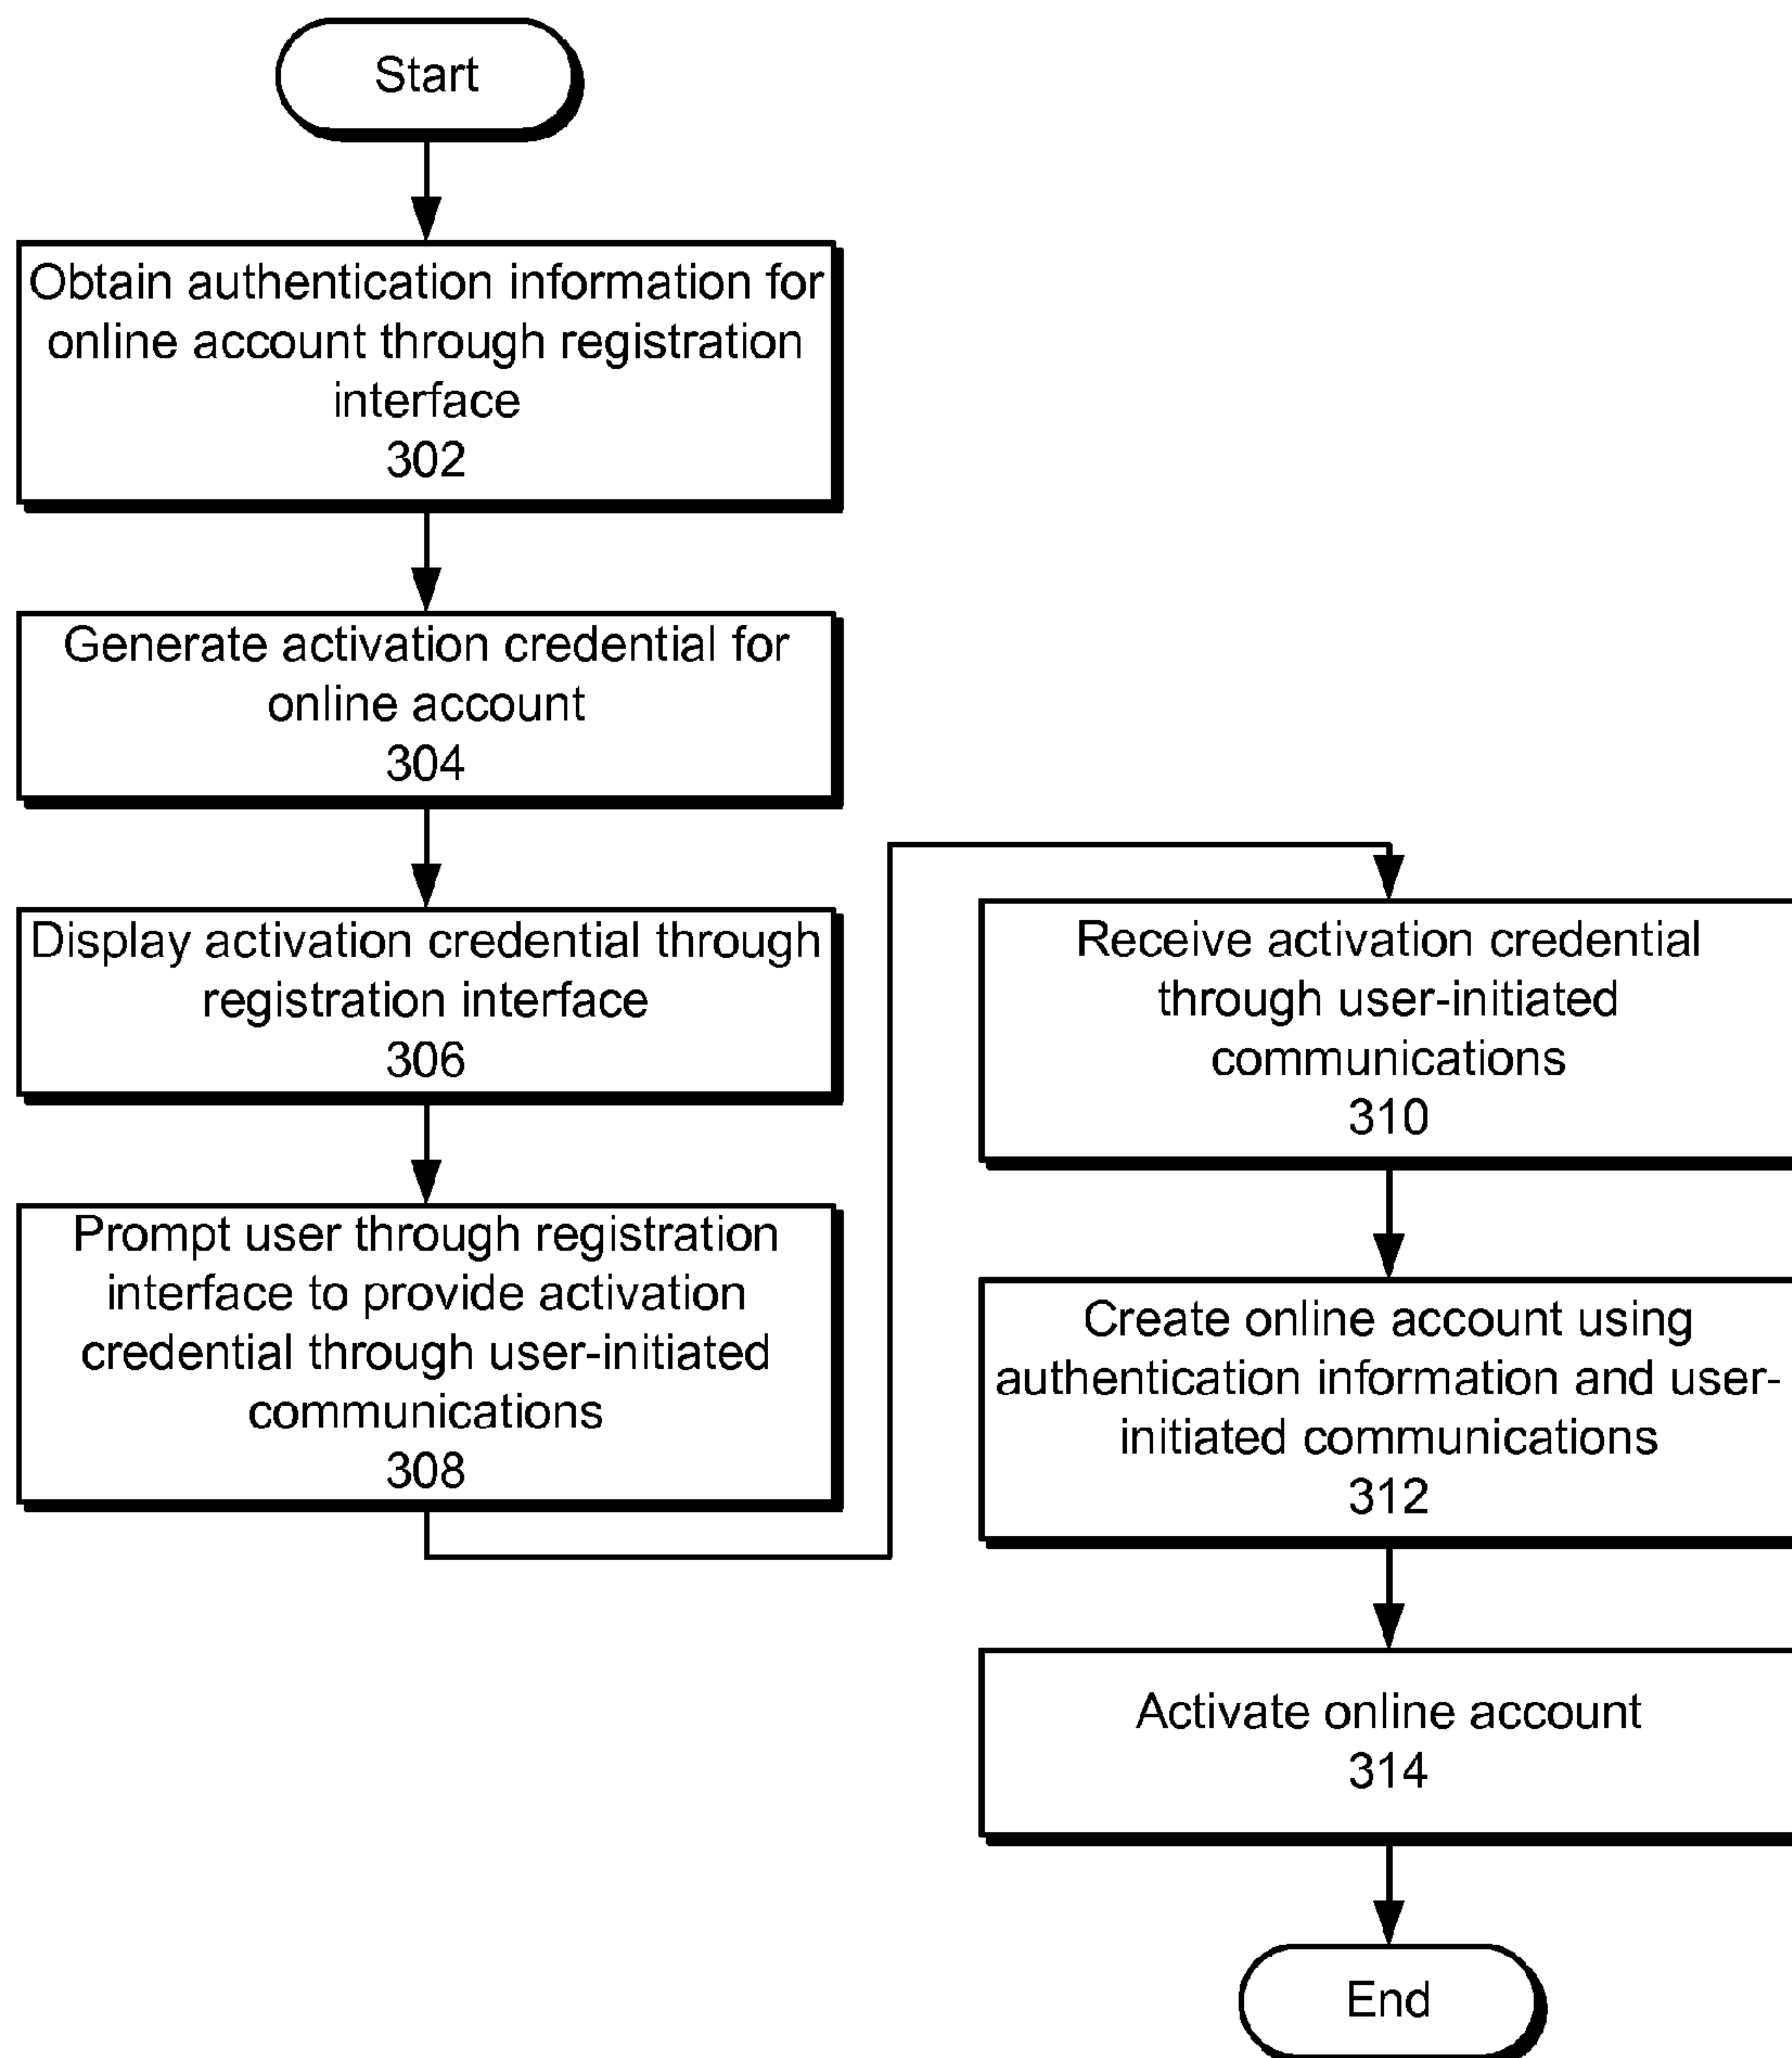 Start
Obtain authentication information for
online account through registration
interface
302
Generate activation credential for
online account
304
Display activation credential through
registration interface
306
Prompt user through registration
interface to provide activation
credential through user-initiated
communications
308
Receive activation credential
through user-initiated
communications
310
Create online account using
authentication information and user-
initiated communications
312
Activate online account
314
End